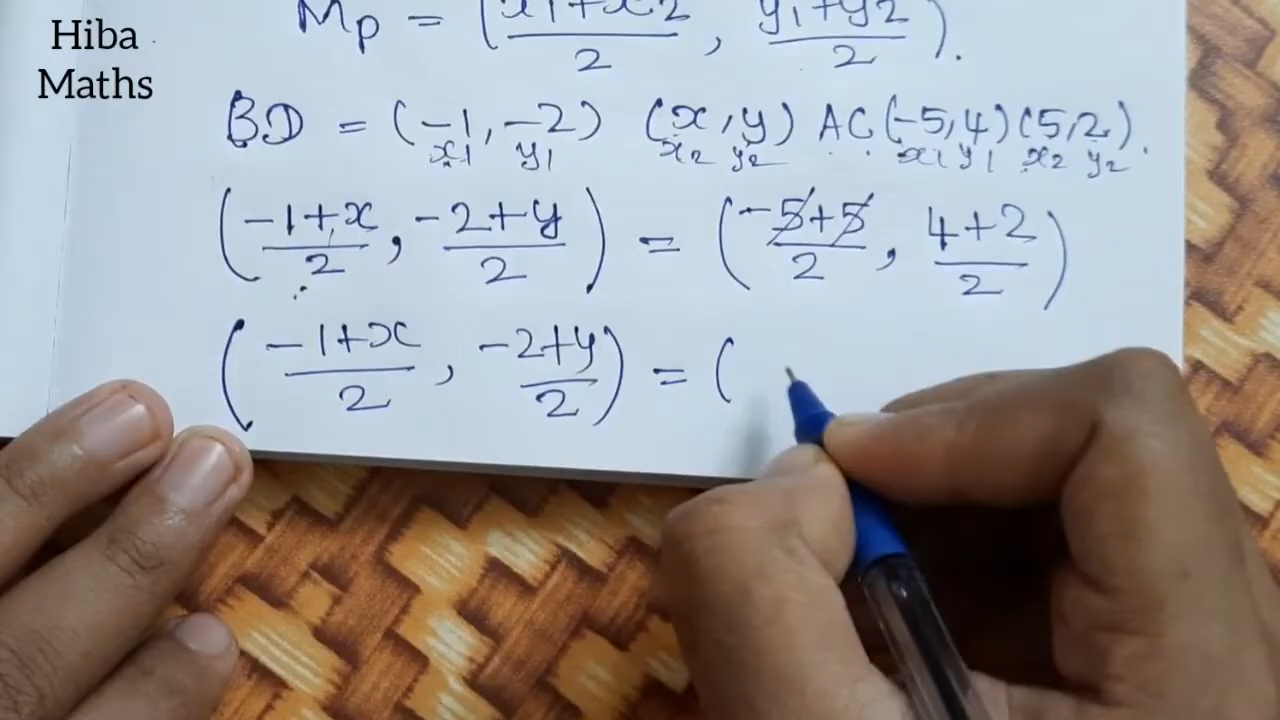 Hiba
Maths
Mp = (x1+x2/2, y1+y2/2).
BD = (-1, -2) (x, y) AC (-5, 4) (5, 2).
x1 y1 x2 y2 x1 y1 x2 y2
(-1+x/2, -2+y/2) = (-5+5/2, 4+2/2)
(-1+x/2, -2+y/2) = (